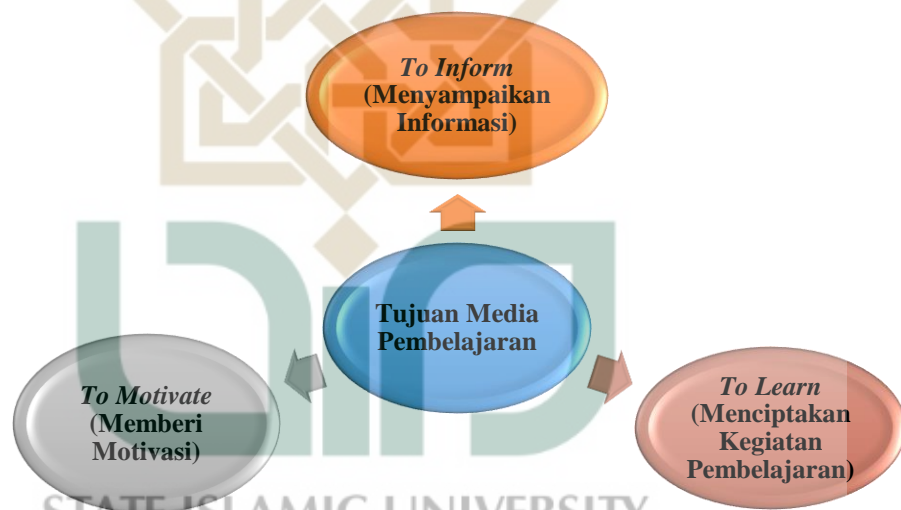 To Inform
(Menyampaikan
Informasi)
Tujuan Media
Pembelajaran
To Motivate
(Memberi
Motivasi)
To Learn
(Menciptakan
Kegiatan
Pembelajaran)
STATE ISLAMIC UNIVERSITY